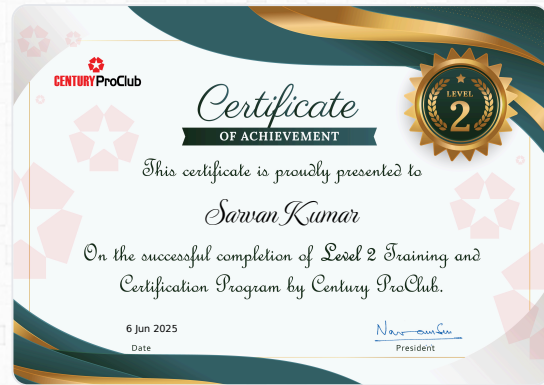 CENTURY ProClub
LEVEL
2
Certificate
OF ACHIEVEMENT
This certificate is proudly presented to
Sarvan Kumar
On the successful completion of Level 2 Training and
Certification Program by Century ProClub.
6 Jun 2025
Date
President